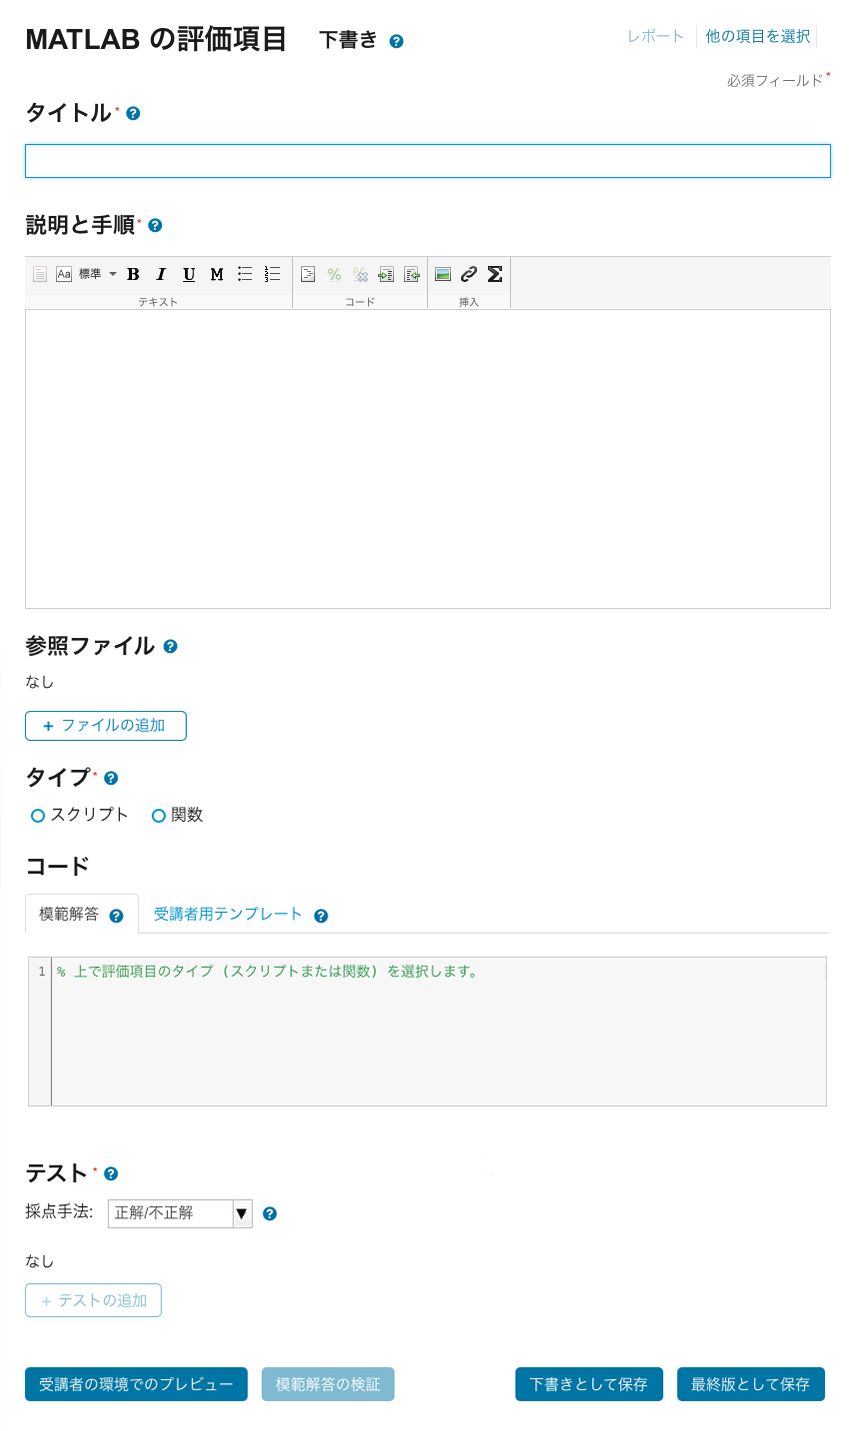 MATLAB の評価項目 下書き ?
レポート 他の項目を選択
必須フィールド*
タイトル* ?
説明と手順* ?
Aa 標準 B I U M % % Σ
テキスト コード 挿入
参照ファイル ?
なし
+ ファイルの追加
タイプ* ?
スクリプト 関数
コード
模範解答 ? 受講者用テンプレート ?
1 % 上で評価項目のタイプ (スクリプトまたは関数) を選択します。
テスト* ?
採点手法: 正解/不正解 ▼ ?
なし
+ テストの追加
受講者の環境でのプレビュー 模範解答の検証 下書きとして保存 最終版として保存